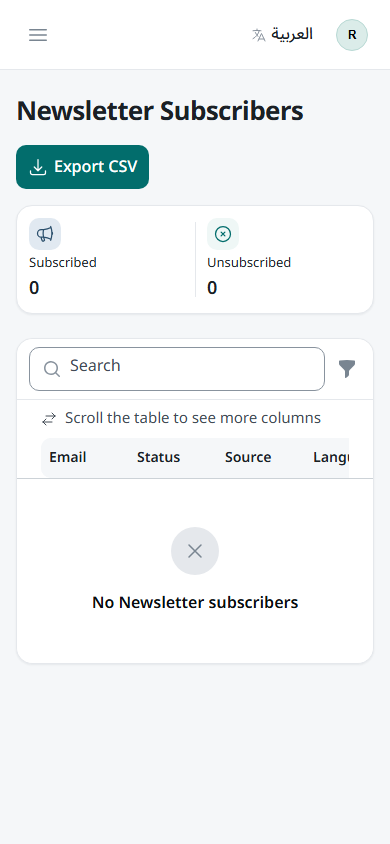 العربية
R
Newsletter Subscribers
Export CSV
Subscribed
0
Unsubscribed
0
Search
Scroll the table to see more columns
Email Status Source Langu
No Newsletter subscribers